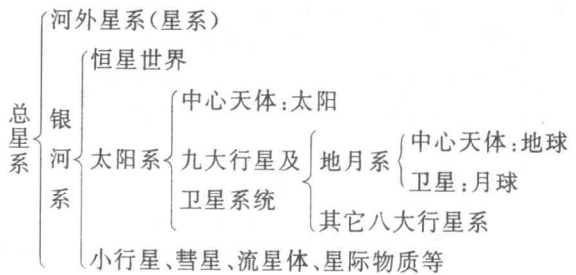 河外星系(星系)
恒星世界
总星系
银河系
太阳系
中心天体:太阳
九大行星及
卫星系统
地月系
中心天体:地球
卫星:月球
其它八大行星系
小行星、彗星、流星体、星际物质等